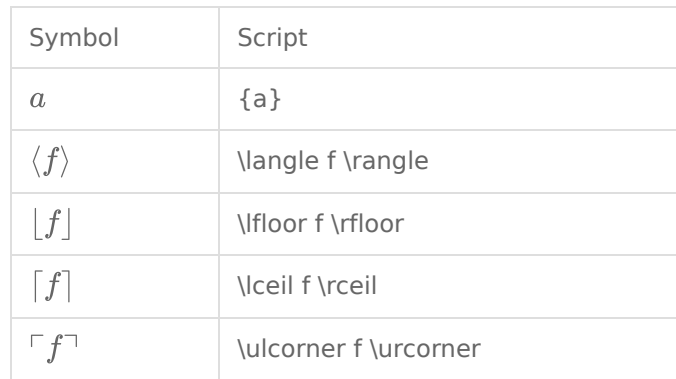 Symbol Script
a {a}
⟨f⟩ \langle f \rangle
⌊f⌋ \lfloor f \rfloor
⌈f⌉ \lceil f \rceil
⌜f⌝ \ulcorner f \urcorner